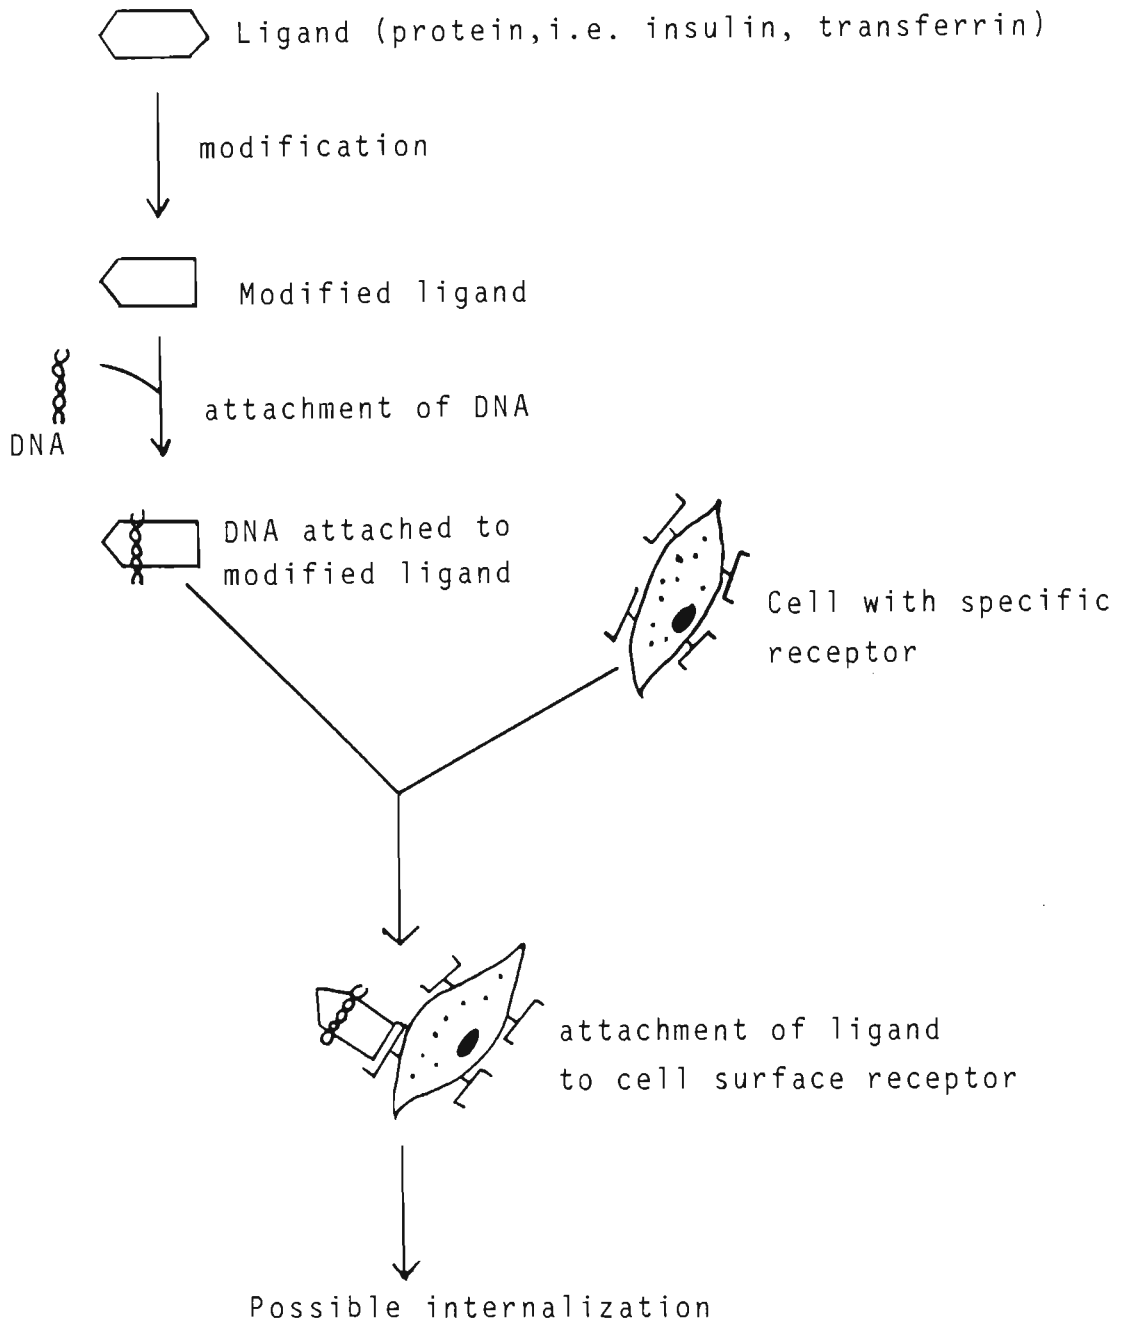 Ligand (protein,i.e. insulin, transferrin)
modification
Modified ligand
attachment of DNA
DNA
DNA attached to
modified ligand
Cell with specific
receptor
attachment of ligand
to cell surface receptor
Possible internalization